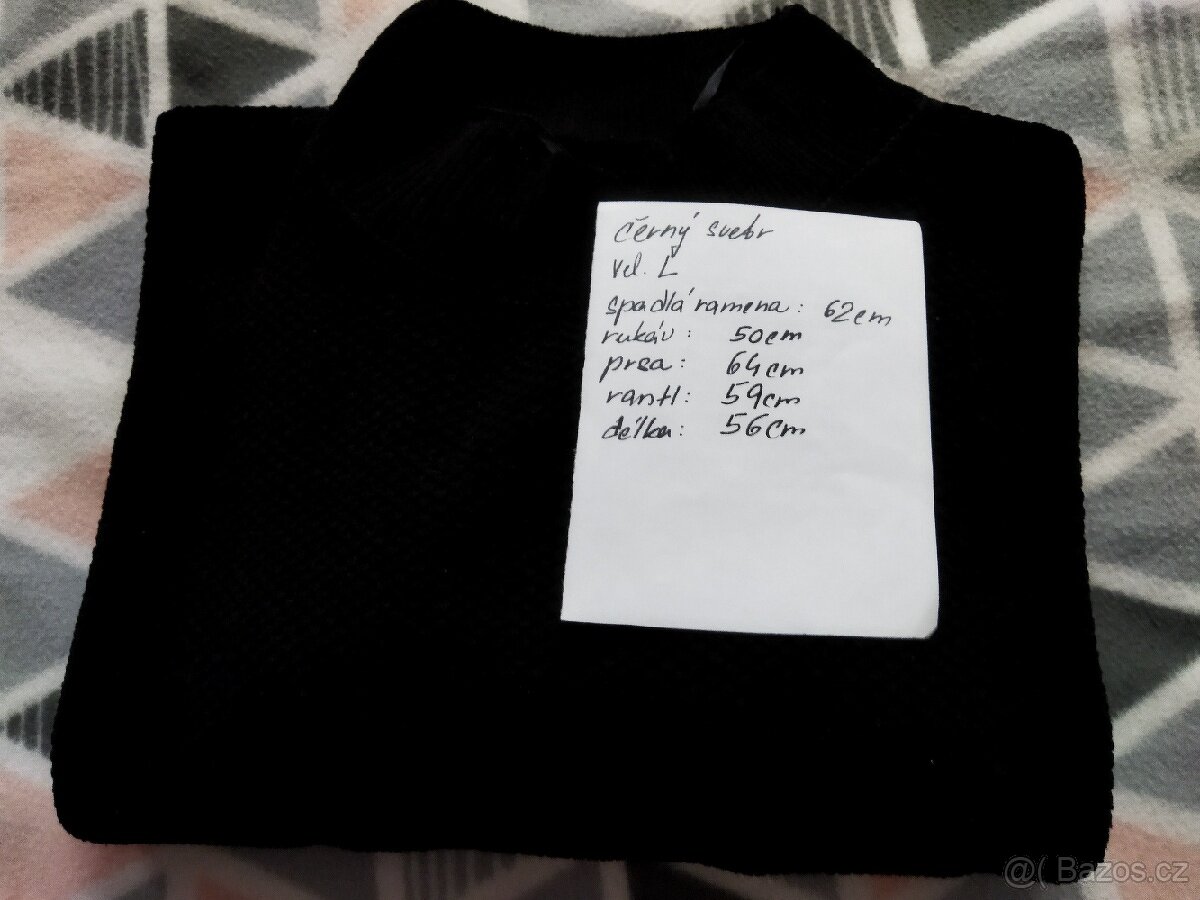 černý svetr
Vel. L
spadlá ramena: 62cm
rukáv: 50cm
prsa: 64cm
rantl: 59cm
délka: 56cm
@( Bazos.cz